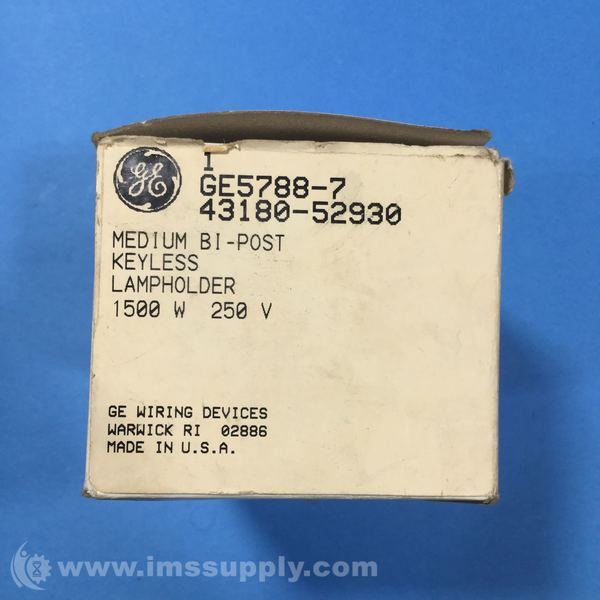 GE
1
GE5788-7
43180-52930
MEDIUM BI-POST
KEYLESS
LAMPHOLDER
1500 W 250 V
GE WIRING DEVICES
WARWICK RI 02886
MADE IN U.S.A.
www.imssupply.com